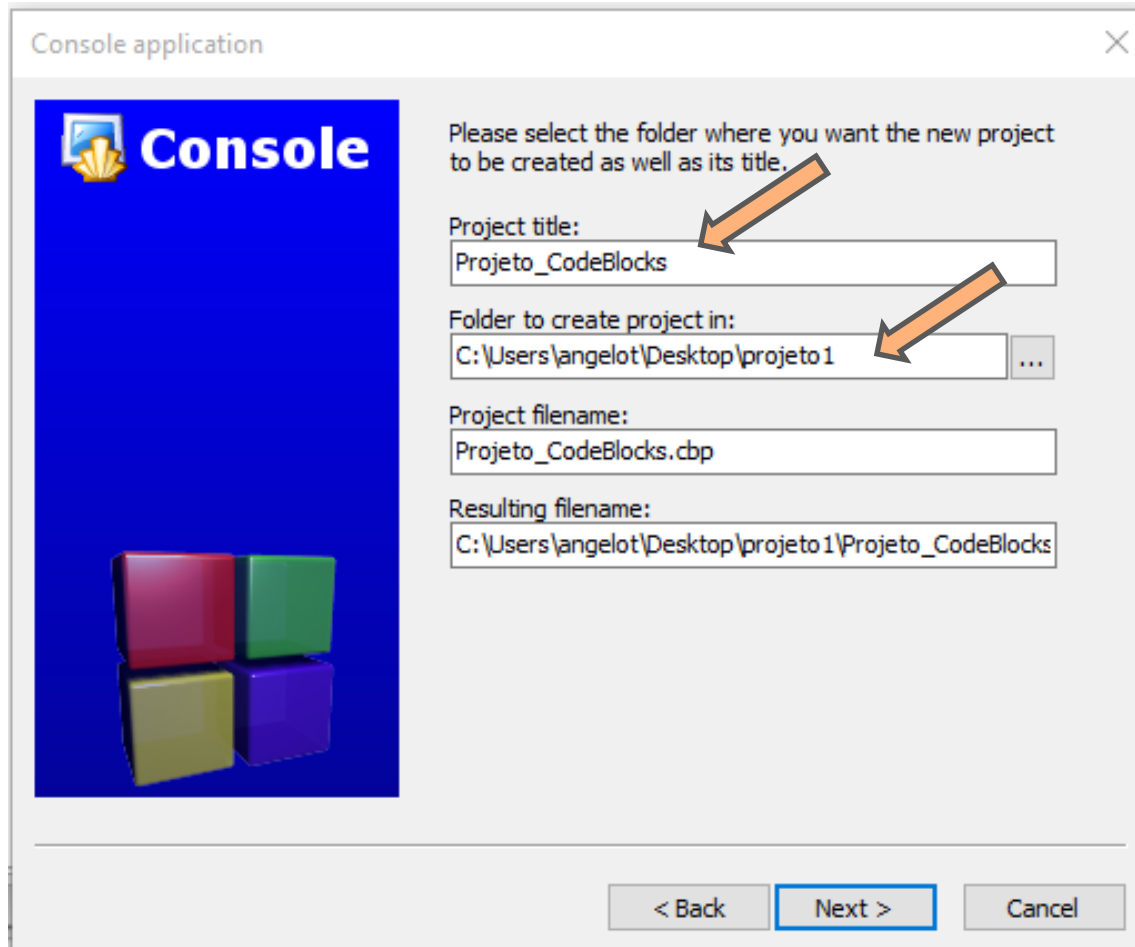 Console application
Console
Please select the folder where you want the new project
to be created as well as its title.
Project title:
Projeto_CodeBlocks
Folder to create project in:
C:\Users\angelot\Desktop\projeto1
...
Project filename:
Projeto_CodeBlocks.cbp
Resulting filename:
C:\Users\angelot\Desktop\projeto1\Projeto_CodeBlocks
< Back
Next >
Cancel